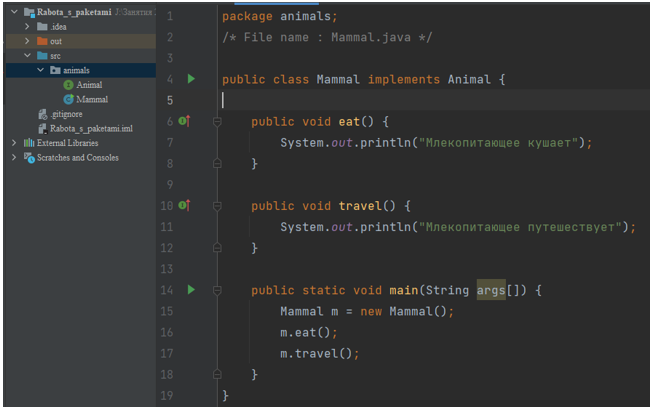 Rabota_s_paketami J:\Занятия
.idea
out
src
animals
Animal
Mammal
.gitignore
Rabota_s_paketami.iml
External Libraries
Scratches and Consoles
1 package animals;
2 /* File name : Mammal.java */
3
4 public class Mammal implements Animal {
5
6 public void eat() {
7 System.out.println("Млекопитающее кушает");
8 }
9
10 public void travel() {
11 System.out.println("Млекопитающее путешествует");
12 }
13
14 public static void main(String args[]) {
15 Mammal m = new Mammal();
16 m.eat();
17 m.travel();
18 }
19 }